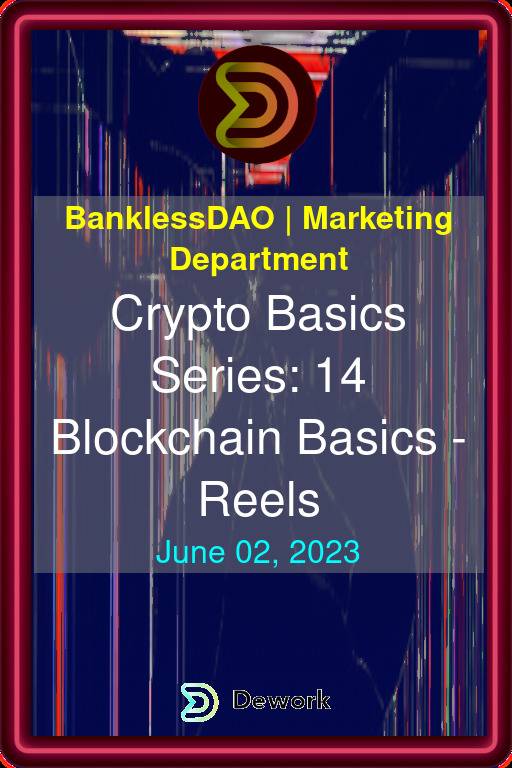 BanklessDAO | Marketing
Department
Crypto Basics
Series: 14
Blockchain Basics -
Reels
June 02, 2023
Dework